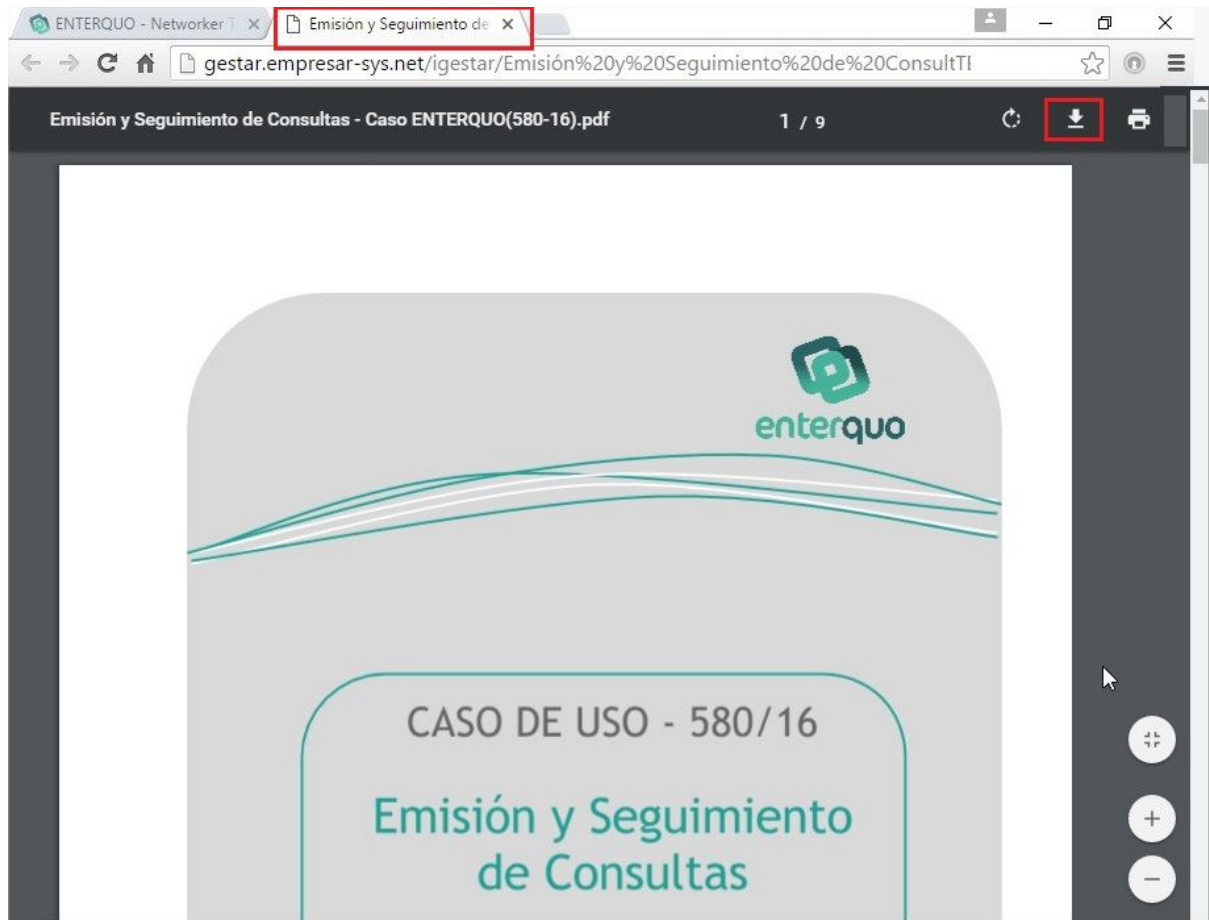 ENTERQUO - Networker T
Emisión y Seguimiento de
gestar.empresar-sys.net/igestar/Emisión%20y%20Seguimiento%20de%20ConsultTE
Emisión y Seguimiento de Consultas - Caso ENTERQUO(580-16).pdf 1 / 9
enterquo
CASO DE USO - 580/16
Emisión y Seguimiento
de Consultas